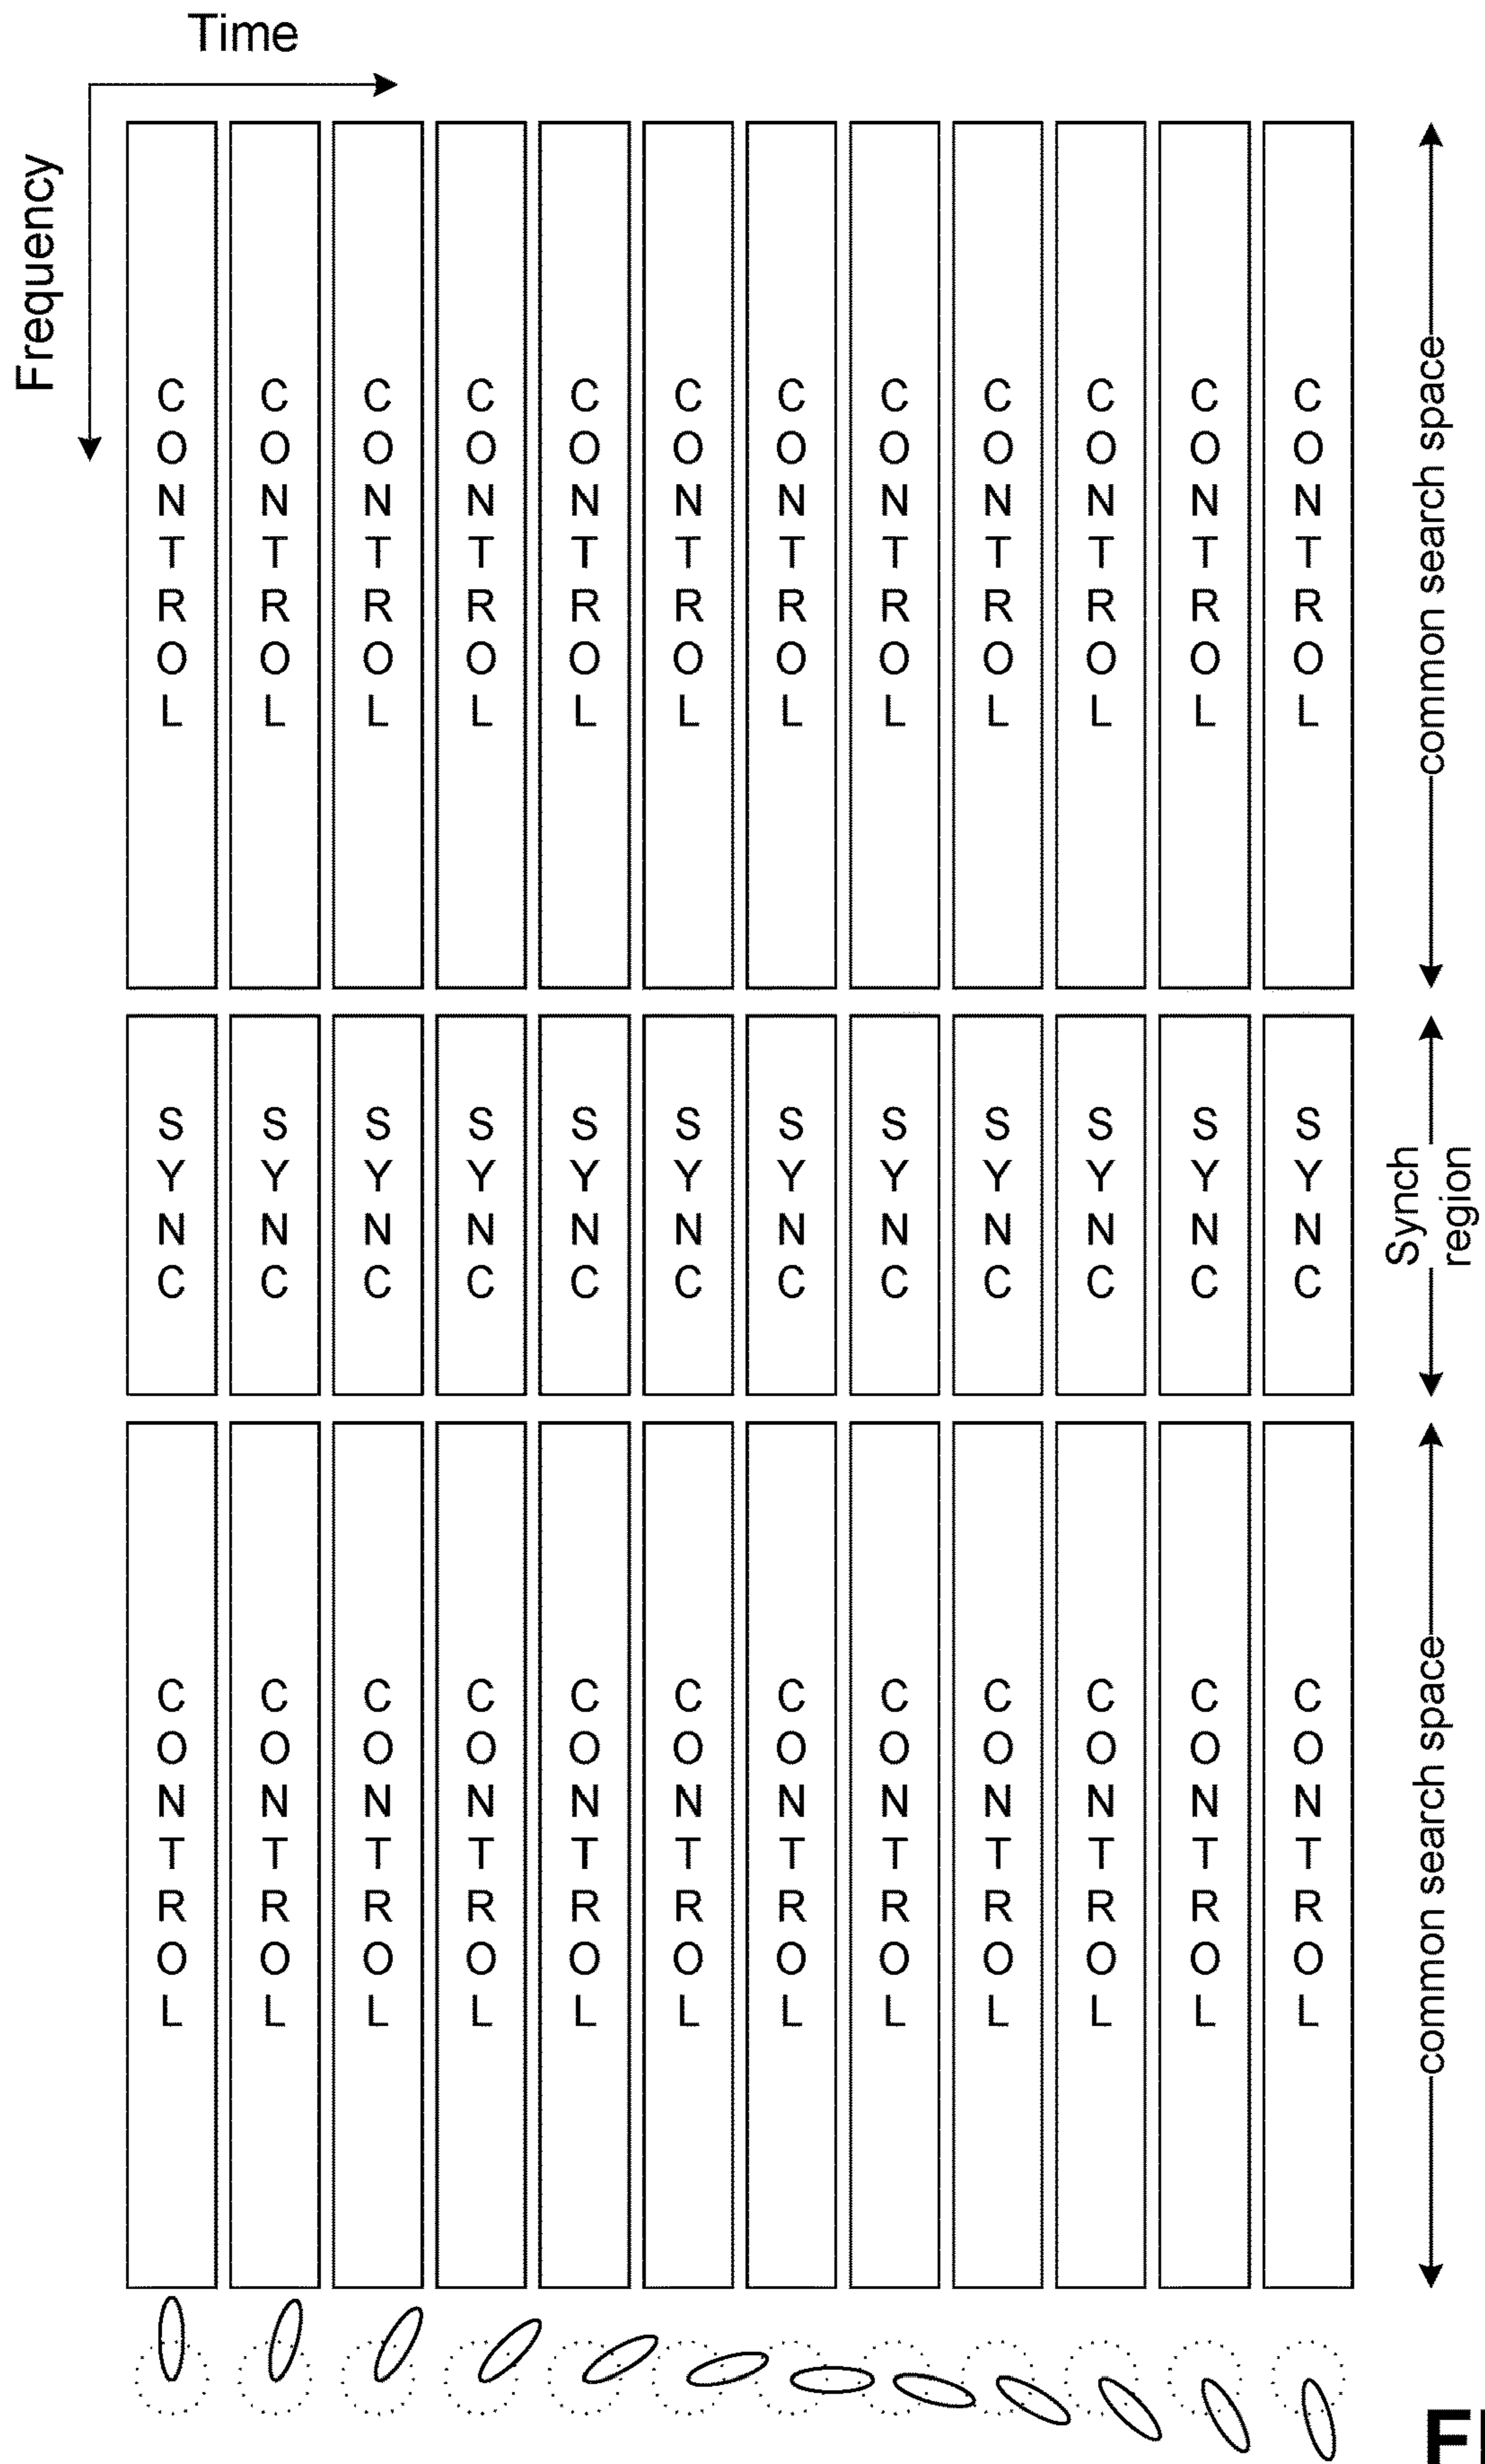 Time
Frequency
CONTROL CONTROL CONTROL CONTROL CONTROL CONTROL CONTROL CONTROL CONTROL CONTROL CONTROL CONTROL
common search space
SYNC SYNC SYNC SYNC SYNC SYNC SYNC SYNC SYNC SYNC SYNC SYNC
Synch
region
CONTROL CONTROL CONTROL CONTROL CONTROL CONTROL CONTROL CONTROL CONTROL CONTROL CONTROL CONTROL
common search space